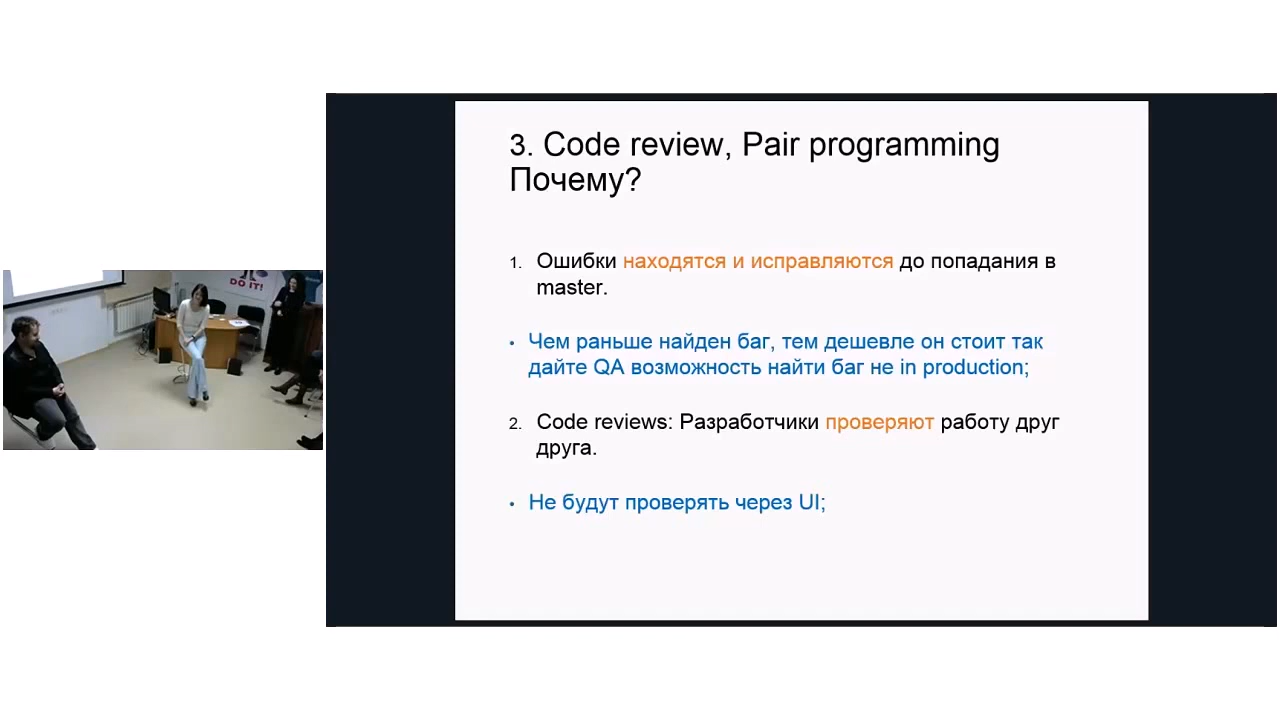 3. Code review, Pair programming
Почему?
1. Ошибки находятся и исправляются до попадания в
master.
• Чем раньше найден баг, тем дешевле он стоит так
дайте QA возможность найти баг не in production;
2. Code reviews: Разработчики проверяют работу друг
друга.
• Не будут проверять через UI;
DO IT!